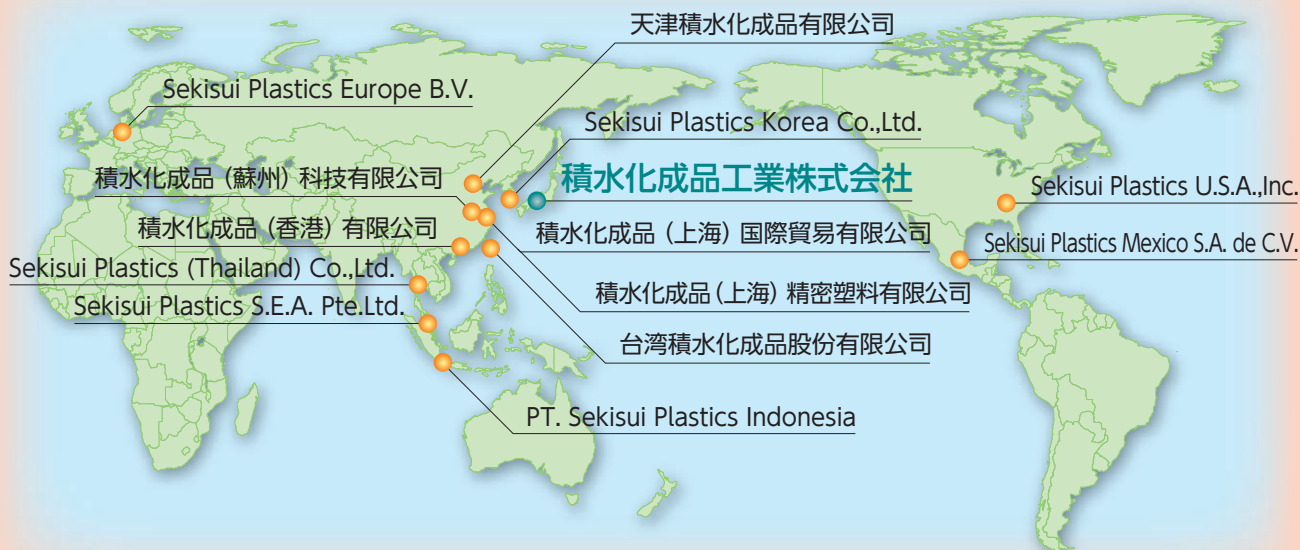 天津積水化成品有限公司
Sekisui Plastics Europe B.V.
Sekisui Plastics Korea Co.,Ltd.
積水化成品（蘇州）科技有限公司
積水化成品工業株式会社
Sekisui Plastics U.S.A.,Inc.
積水化成品（香港）有限公司
積水化成品（上海）国際貿易有限公司
Sekisui Plastics Mexico S.A. de C.V.
Sekisui Plastics (Thailand) Co.,Ltd.
積水化成品（上海）精密塑料有限公司
Sekisui Plastics S.E.A. Pte.Ltd.
台湾積水化成品股份有限公司
PT. Sekisui Plastics Indonesia